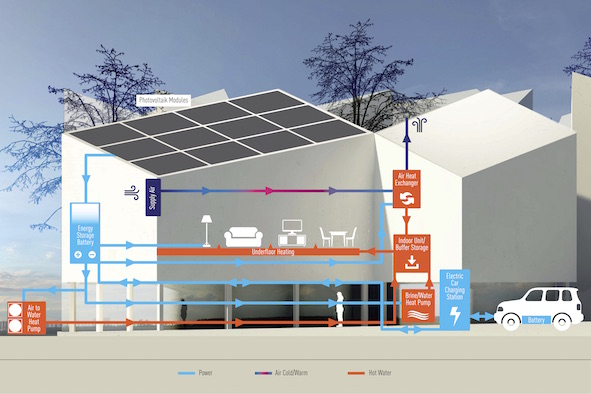 Photovoltaik Modules
Supply Air
Air Heat
Exchanger
Energy
Storage
Battery
Underfloor Heating
Indoor Unit/
Buffer Storage
Electric
Car
Charging
Station
Air to
Water
Heat
Pump
Brine/Water
Heat Pump
Battery
Power
Air Cold/Warm
Hot Water